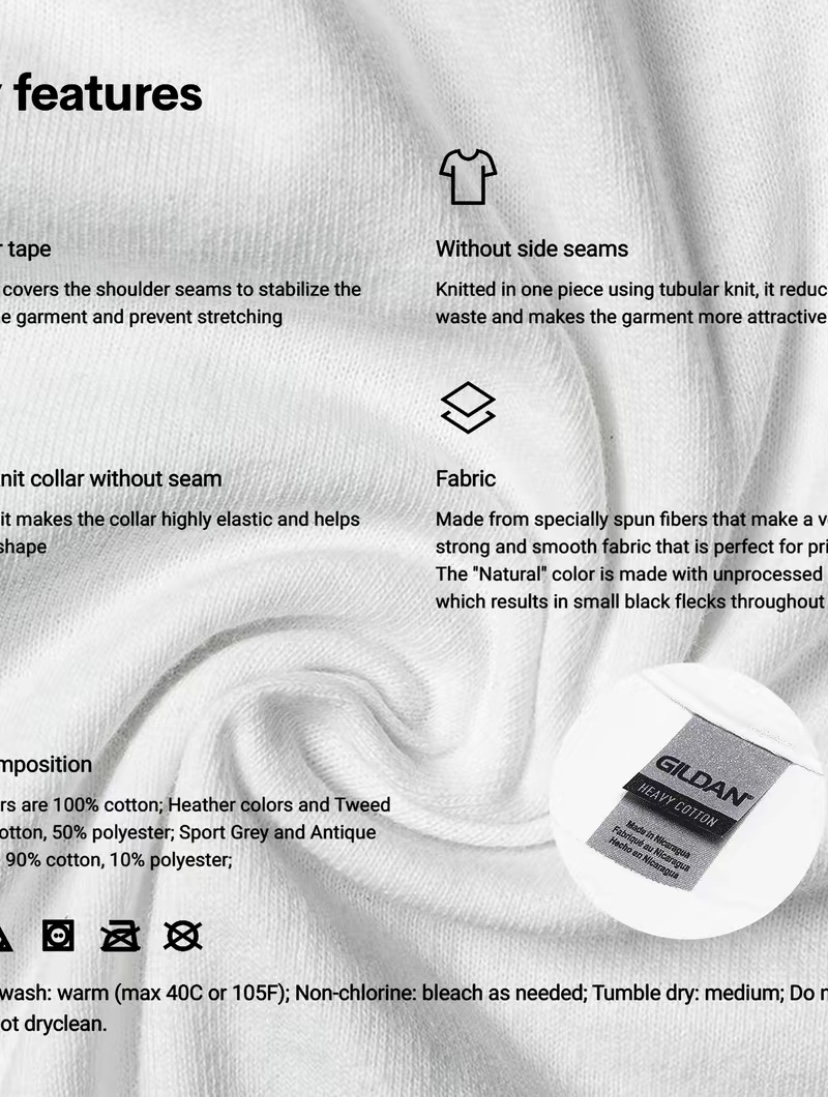 features
tape
covers the shoulder seams to stabilize the
e garment and prevent stretching
Without side seams
Knitted in one piece using tubular knit, it reduc
waste and makes the garment more attractive
nit collar without seam
it makes the collar highly elastic and helps
shape
Fabric
Made from specially spun fibers that make a v
strong and smooth fabric that is perfect for pri
The "Natural" color is made with unprocessed
which results in small black flecks throughout
mposition
rs are 100% cotton; Heather colors and Tweed
otton, 50% polyester; Sport Grey and Antique
90% cotton, 10% polyester;
GILDAN
HEAVY COTTON
Made in Nicaragua
Fabriqué au Nicaragua
Hecho en Nicaragua
wash: warm (max 40C or 105F); Non-chlorine: bleach as needed; Tumble dry: medium; Do n
ot dryclean.